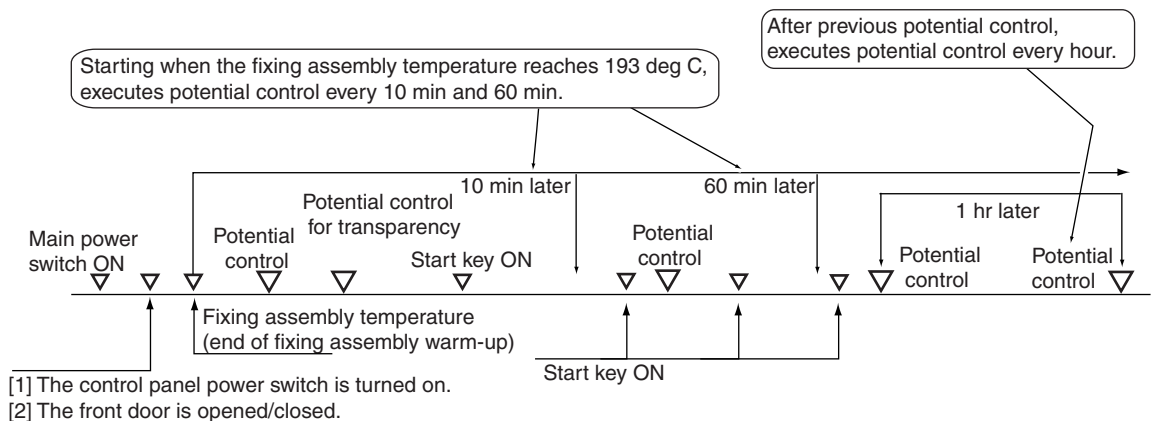 After previous potential control,
executes potential control every hour.
Starting when the fixing assembly temperature reaches 193 deg C,
executes potential control every 10 min and 60 min.
10 min later
60 min later
Potential control
for transparency
1 hr later
Main power
switch ON
Potential
control
Start key ON
Potential
control
Potential
control
Potential
control
Fixing assembly temperature
(end of fixing assembly warm-up)
Start key ON
[1] The control panel power switch is turned on.
[2] The front door is opened/closed.